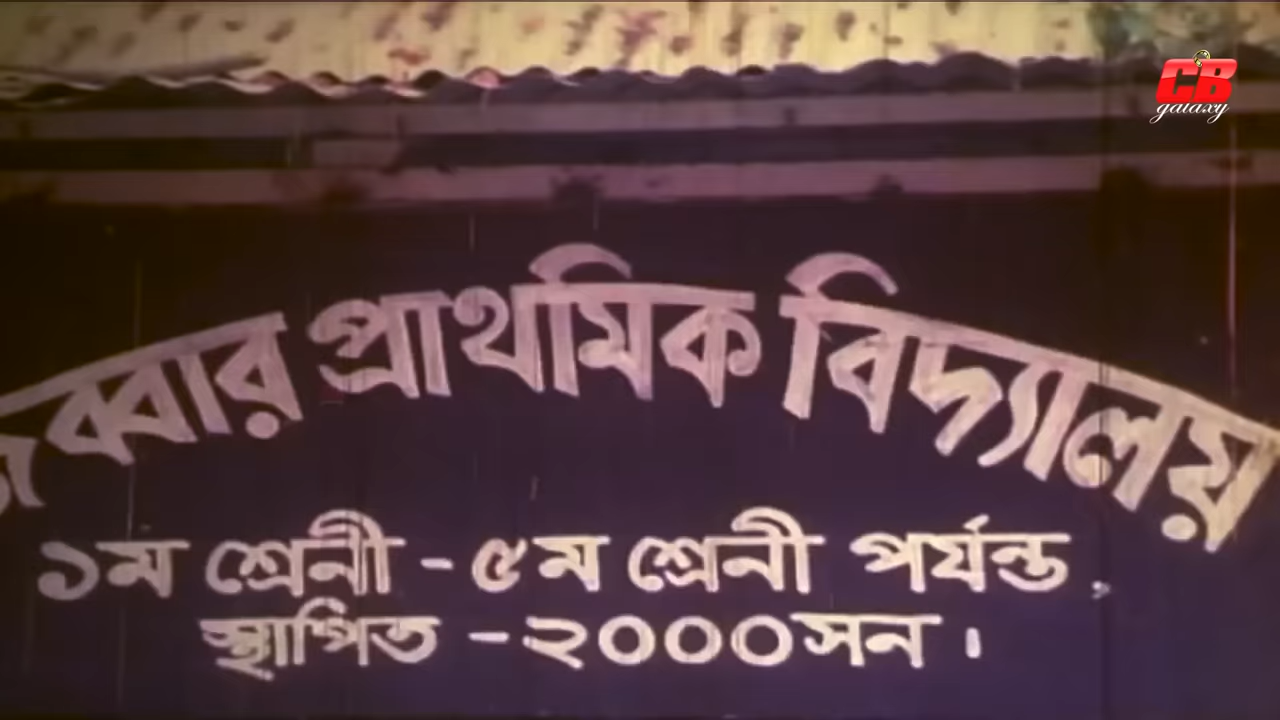 CB
galaxy
প্রাথমিক বিদ্যালয়
১ম শ্রেনী - ৫ম শ্রেনী পর্যন্ত
স্থাপিত - ২০০০সন।